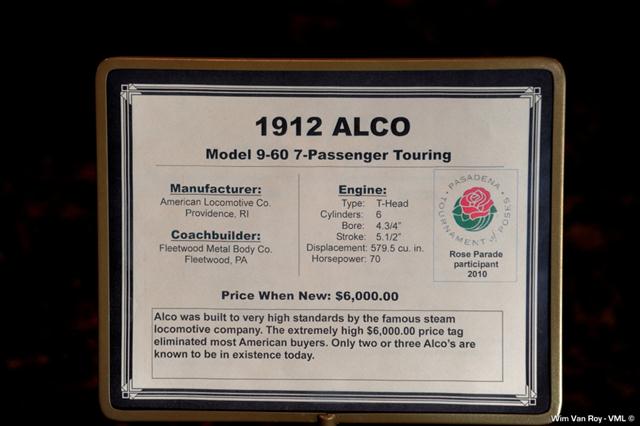 1912 ALCO
Model 9-60 7-Passenger Touring
Manufacturer:
American Locomotive Co.
Providence, RI
Coachbuilder:
Fleetwood Metal Body Co.
Fleetwood, PA
Engine:
Type: T-Head
Cylinders: 6
Bore: 4.3/4"
Stroke: 5.1/2"
Displacement: 579.5 cu. in.
Horsepower: 70
PASADENA
TOURNAMENT of ROSES
Rose Parade
participant
2010
Price When New: $6,000.00
Alco was built to very high standards by the famous steam
locomotive company. The extremely high $6,000.00 price tag
eliminated most American buyers. Only two or three Alco's are
known to be in existence today.
Wim Van Roy - VML ©